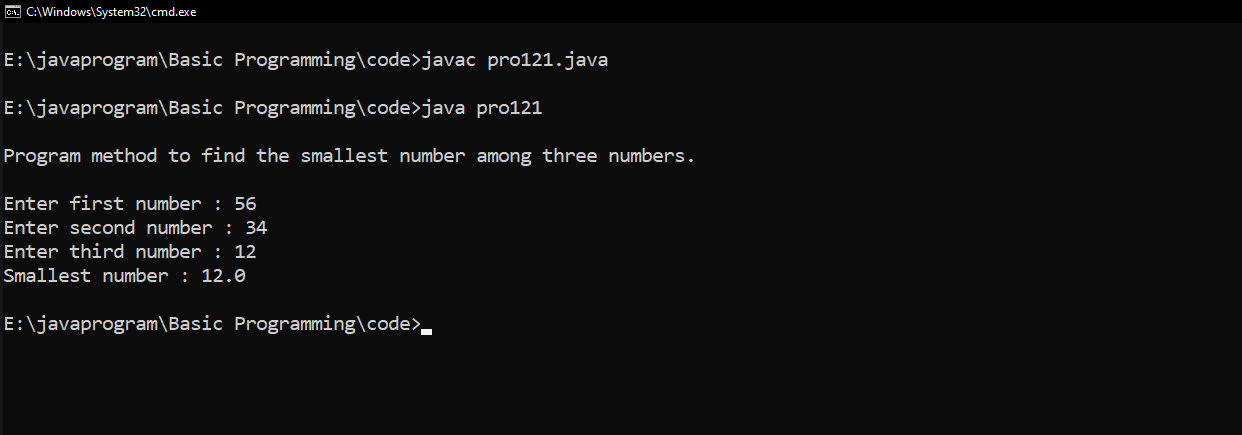 C:\Windows\System32\cmd.exe
E:\javaprogram\Basic Programming\code>javac pro121.java
E:\javaprogram\Basic Programming\code>java pro121
Program method to find the smallest number among three numbers.
Enter first number : 56
Enter second number : 34
Enter third number : 12
Smallest number : 12.0
E:\javaprogram\Basic Programming\code>